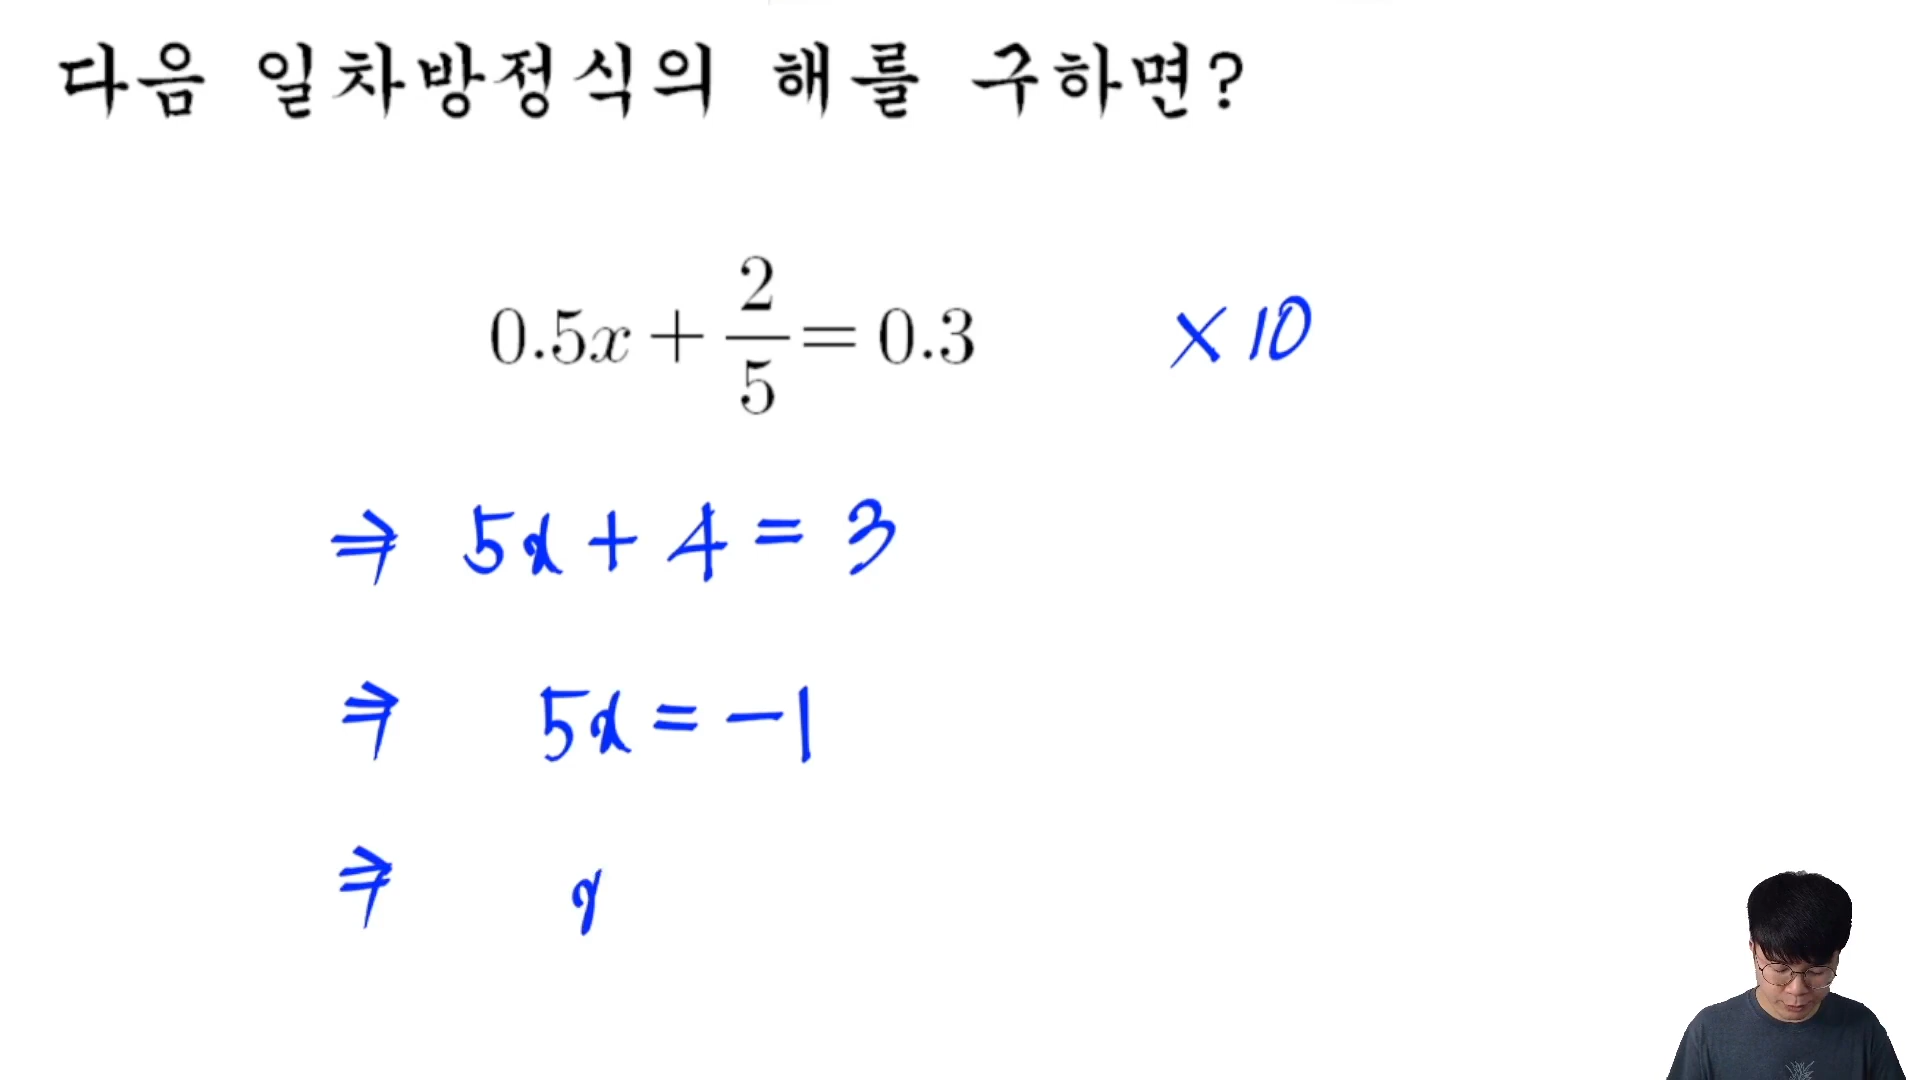 다음 일차방정식의 해를 구하면?
0.5x + 2/5 = 0.3 ×10
⇒ 5x + 4 = 3
⇒ 5x = -1
⇒ x